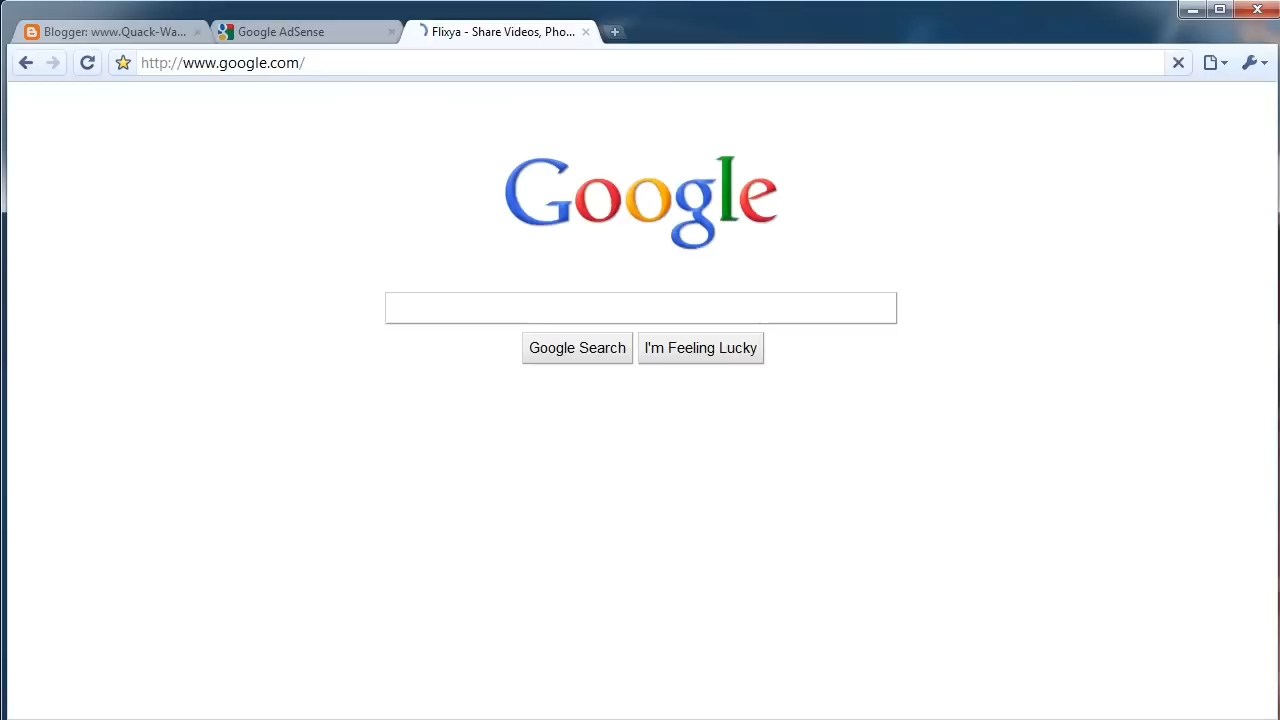 Blogger: www.Quack-Wa...
Google AdSense
Flixya - Share Videos, Pho...
http://www.google.com/
Google
Google Search
I'm Feeling Lucky